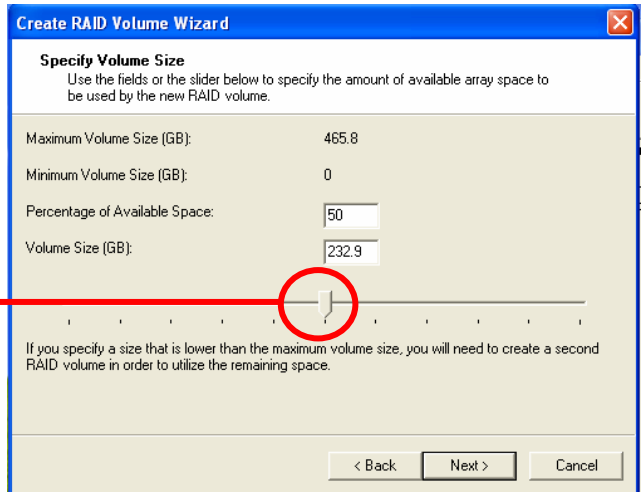 Create RAID Volume Wizard
Specify Volume Size
Use the fields or the slider below to specify the amount of available array space to
be used by the new RAID volume.
Maximum Volume Size (GB): 465.8
Minimum Volume Size (GB): 0
Percentage of Available Space: 50
Volume Size (GB): 232.9
If you specify a size that is lower than the maximum volume size, you will need to create a second
RAID volume in order to utilize the remaining space.
< Back Next > Cancel